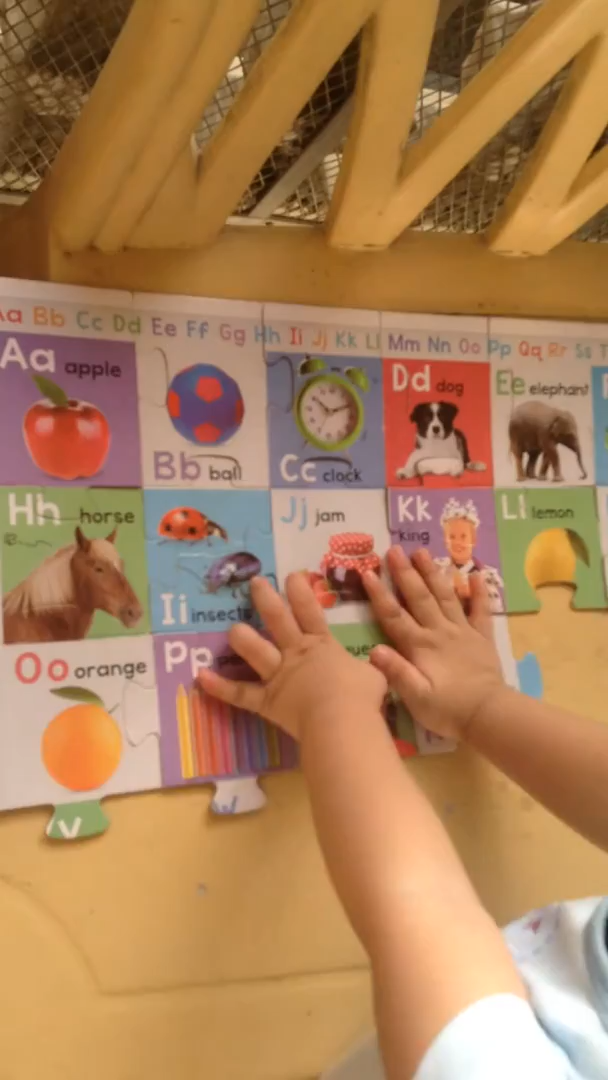 Aa Bb Cc Dd Ee Ff Gg Hh Ii Jj Kk Ll Mm Nn Oo Pp Qq Rr Ss
Aa apple
Bb ball
Cc clock
Dd dog
Ee elephant
Hh horse
Ii insects
Jj jam
Kk king
Ll lemon
Oo orange
Pp
V
W